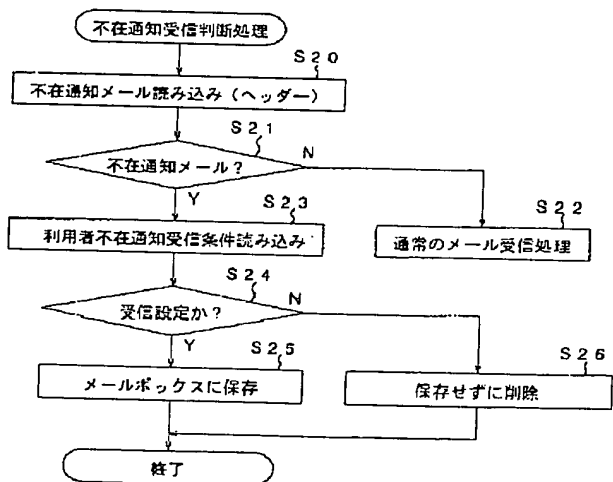 不在通知受信判断処理
S20
不在通知メール読み込み（ヘッダー）
S21
不在通知メール？
N
Y
S23
S22
利用者不在通知受信条件読み込み
通常のメール受信処理
S24
受信設定か？
N
Y
S25
S26
メールボックスに保存
保存せずに削除
終了